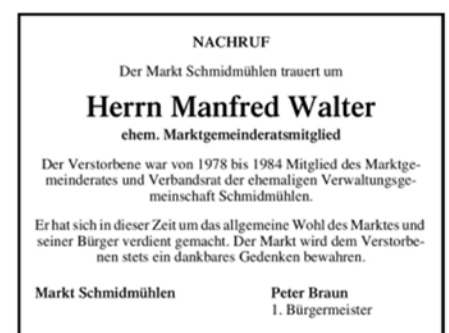 NACHRUF
Der Markt Schmidmühlen trauert um
Herrn Manfred Walter
ehem. Marktgemeinderatsmitglied
Der Verstorbene war von 1978 bis 1984 Mitglied des Marktge-
meinderates und Verbandsrat der ehemaligen Verwaltungsge-
meinschaft Schmidmühlen.
Er hat sich in dieser Zeit um das allgemeine Wohl des Marktes und
seiner Bürger verdient gemacht. Der Markt wird dem Verstorbe-
nen stets ein dankbares Gedenken bewahren.
Markt Schmidmühlen Peter Braun
1. Bürgermeister